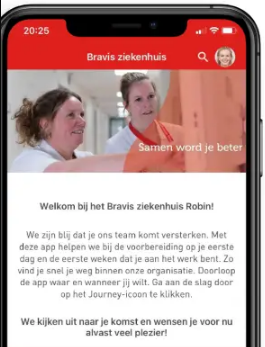 20:25
Bravis ziekenhuis
Samen word je beter
Welkom bij het Bravis ziekenhuis Robin!
We zijn blij dat je ons team komt versterken. Met
deze app helpen we bij de voorbereiding op je eerste
dag en de eerste weken dat je aan het werk bent. Zo
vind je snel je weg binnen onze organisatie. Doorloop
de app waar en wanneer jij wilt. Ga aan de slag door
op het Journey-icoon te klikken.
We kijken uit naar je komst en wensen je voor nu
alvast veel plezier!